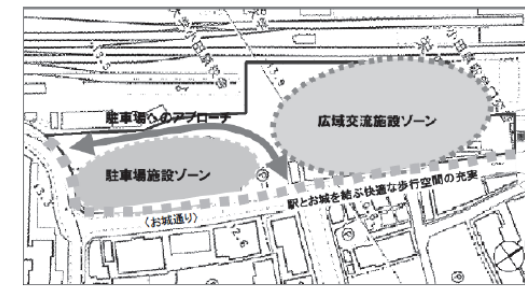 駐車場へのアプローチ
広域交流施設ゾーン
駐車場施設ゾーン
駅とお城を結ぶ快適な歩行空間の充実
〈お城通り〉
13.9